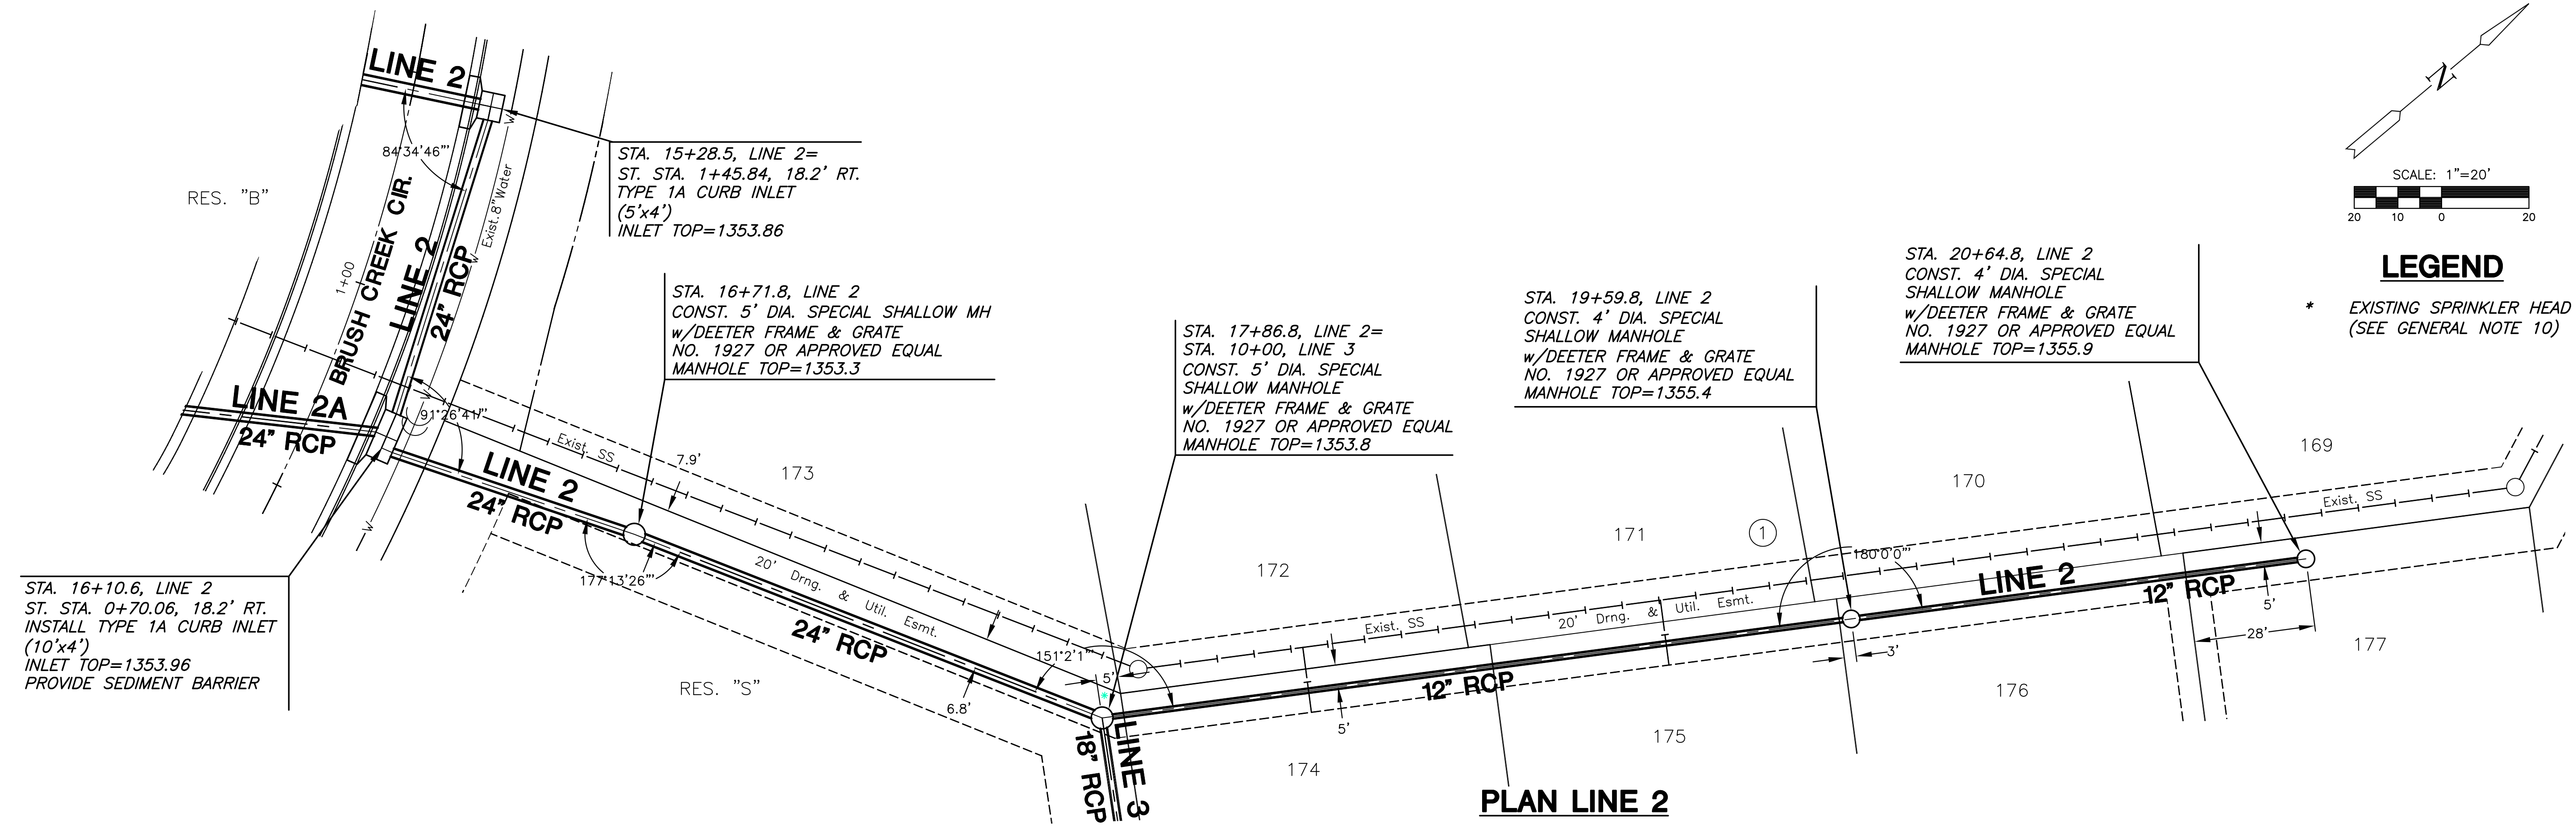 LINE 2
84°34'46"'
RES. "B"
BRUSH CREEK CIR.
1+00
LINE 2
24" RCP
Exist.8"Water
W
W
STA. 15+28.5, LINE 2=
ST. STA. 1+45.84, 18.2' RT.
TYPE 1A CURB INLET
(5'x4')
INLET TOP=1353.86
N
SCALE: 1"=20'
20 10 0 20
LEGEND
* EXISTING SPRINKLER HEAD
(SEE GENERAL NOTE 10)
STA. 16+71.8, LINE 2
CONST. 5' DIA. SPECIAL SHALLOW MH
w/DEETER FRAME & GRATE
NO. 1927 OR APPROVED EQUAL
MANHOLE TOP=1353.3
STA. 17+86.8, LINE 2=
STA. 10+00, LINE 3
CONST. 5' DIA. SPECIAL
SHALLOW MANHOLE
w/DEETER FRAME & GRATE
NO. 1927 OR APPROVED EQUAL
MANHOLE TOP=1353.8
STA. 19+59.8, LINE 2
CONST. 4' DIA. SPECIAL
SHALLOW MANHOLE
w/DEETER FRAME & GRATE
NO. 1927 OR APPROVED EQUAL
MANHOLE TOP=1355.4
STA. 20+64.8, LINE 2
CONST. 4' DIA. SPECIAL
SHALLOW MANHOLE
w/DEETER FRAME & GRATE
NO. 1927 OR APPROVED EQUAL
MANHOLE TOP=1355.9
LINE 2A
24" RCP
91°26'41"'
W
W
Exist. SS
7.9'
173
LINE 2
24" RCP
177°13'26"'
20' Drng. & Util. Esmt.
24" RCP
RES. "S"
6.8'
151°2'1"'
5'
*
LINE 3
18" RCP
STA. 16+10.6, LINE 2
ST. STA. 0+70.06, 18.2' RT.
INSTALL TYPE 1A CURB INLET
(10'x4')
INLET TOP=1353.96
PROVIDE SEDIMENT BARRIER
172
171
1
170
169
Exist. SS
20' Drng. & Util. Esmt.
180°0'0"'
LINE 2
12" RCP
Exist. SS
12" RCP
5'
3'
5'
28'
174
175
176
177
PLAN LINE 2